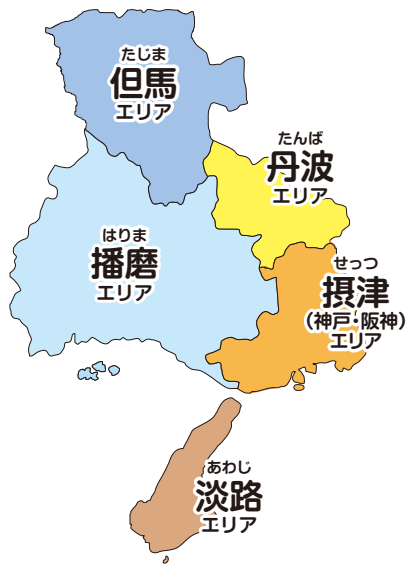 たじま
但馬
エリア
たんば
丹波
エリア
はりま
播磨
エリア
せっつ
摂津
（神戸・阪神）
エリア
あわじ
淡路
エリア